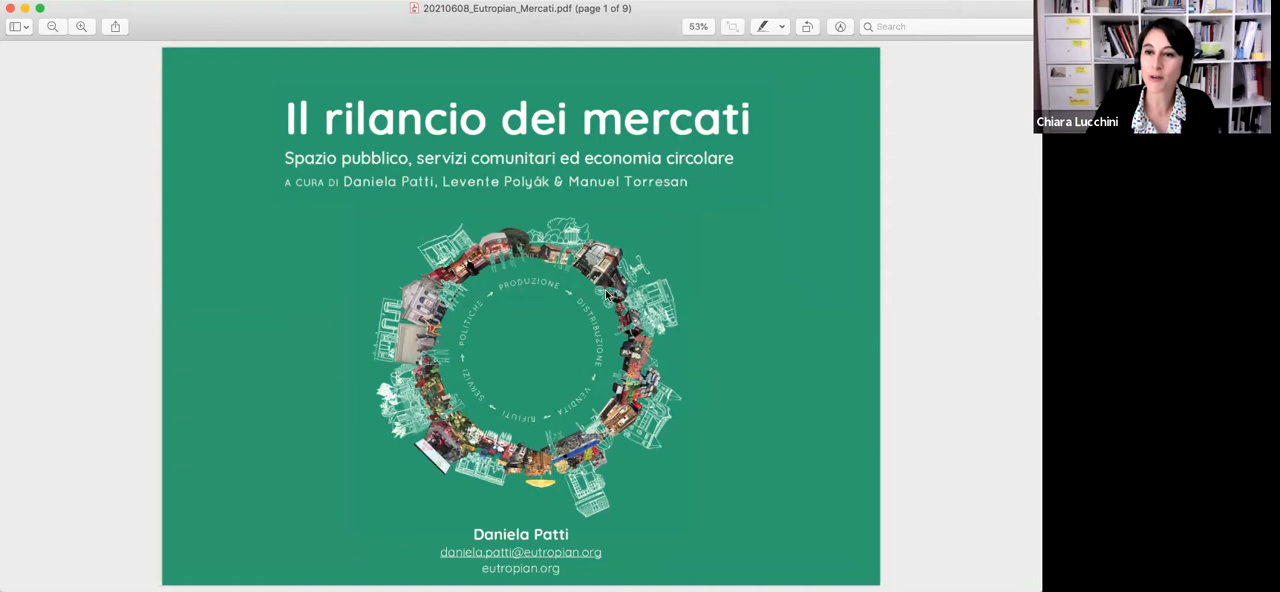 20210608_Eutropian_Mercati.pdf (page 1 of 9)
53%
Search
Chiara Lucchini
Il rilancio dei mercati
Spazio pubblico, servizi comunitari ed economia circolare
A CURA DI Daniela Patti, Levente Polyák & Manuel Torresan
PRODUZIONE
DISTRIBUZIONE
VENDITA
RIFIUTI
SERVIZI
POLITICHE
Daniela Patti
daniela.patti@eutropian.org
eutropian.org